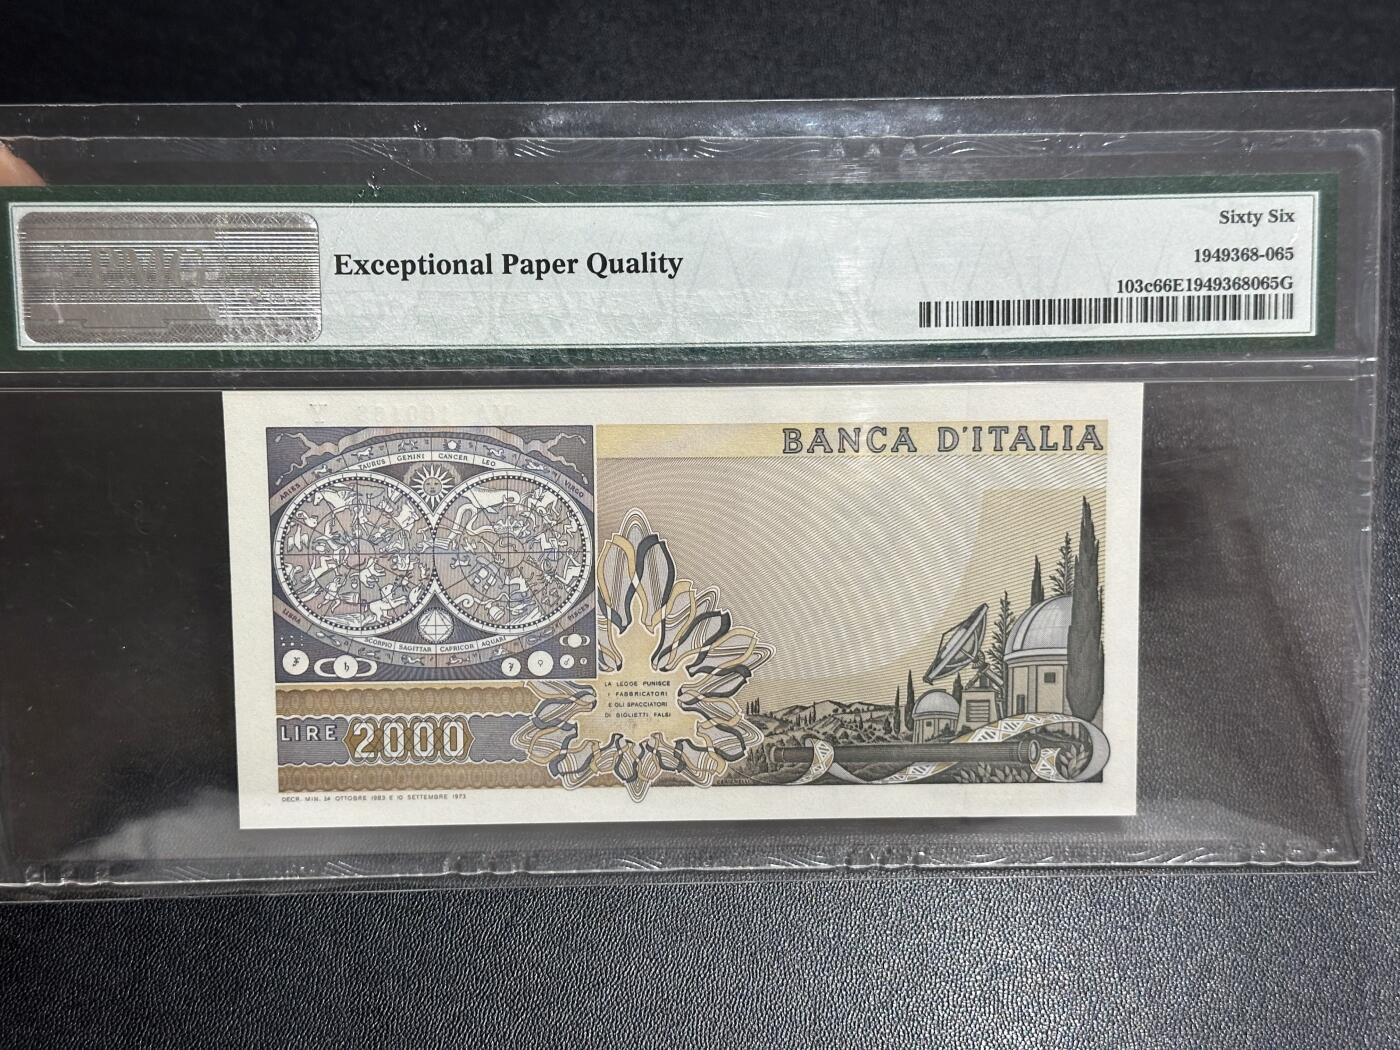 Sixty Six
Exceptional Paper Quality
1949368-065
103c66E1949368065G
BANCA D'ITALIA
TAURUS GEMINI CANCER LEO
ARIES VIRGO
LIBRA PISCES
SCORPIO SAGITTAR CAPRICOR AQUARI
LA LEGGE PUNISCE
I FABBRICATORI
E GLI SPACCIATORI
DI BIGLIETTI FALSI
LIRE 2000
DECR. MIN. 24 OTTOBRE 1983 E 10 SETTEMBRE 1973